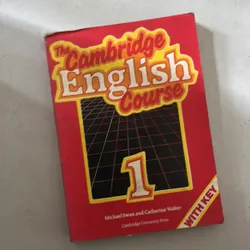 The
Cambridge
English
Course
1
Michael Swan and Catherine Walter
Cambridge University Press
WITH KEY